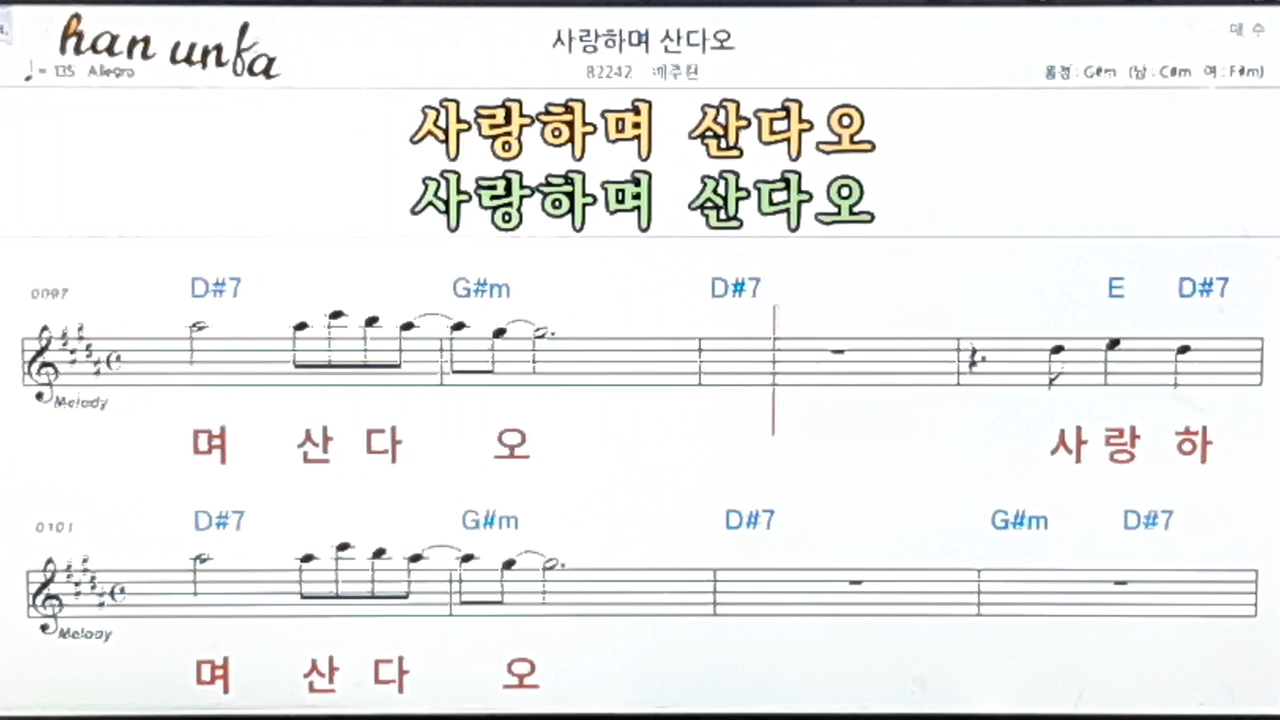 han unfa
사랑하며 산다오
♩= 135 Allegro
82242
사랑하며 산다오
사랑하며 산다오
0097
D#7 G#m D#7 E D#7
Melody
며 산 다 오 사 랑 하
0101
D#7 G#m D#7 G#m D#7
Melody
며 산 다 오